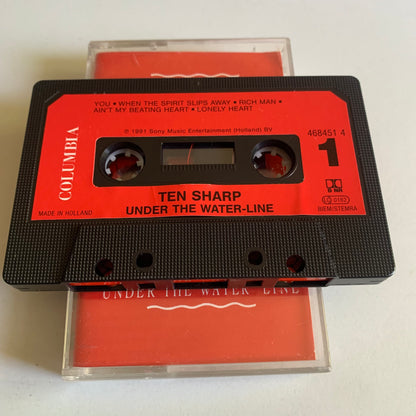 YOU • WHEN THE SPIRIT SLIPS AWAY • RICH MAN •
AIN'T MY BEATING HEART • LONELY HEART
℗ 1991 Sony Music Entertainment (Holland) BV
468451 4
1
COLUMBIA
TEN SHARP
UNDER THE WATER-LINE
MADE IN HOLLAND
NR
BIEM/STEMRA
UNDER THE WATER-LINE